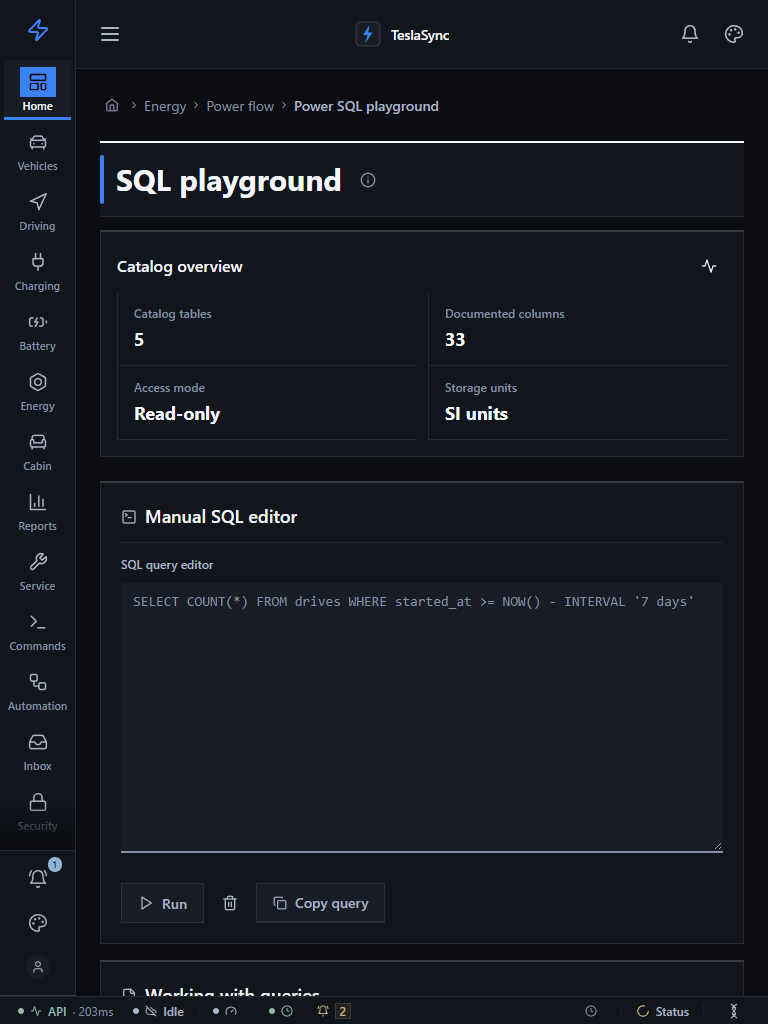 TeslaSync
Home
Vehicles
Driving
Charging
Battery
Energy
Cabin
Reports
Service
Commands
Automation
Inbox
Security
1
Energy > Power flow > Power SQL playground
SQL playground
Catalog overview
Catalog tables
5
Documented columns
33
Access mode
Read-only
Storage units
SI units
Manual SQL editor
SQL query editor
SELECT COUNT(*) FROM drives WHERE started_at >= NOW() - INTERVAL '7 days'
Run
Copy query
Working with queries
API · 203ms
Idle
2
Status